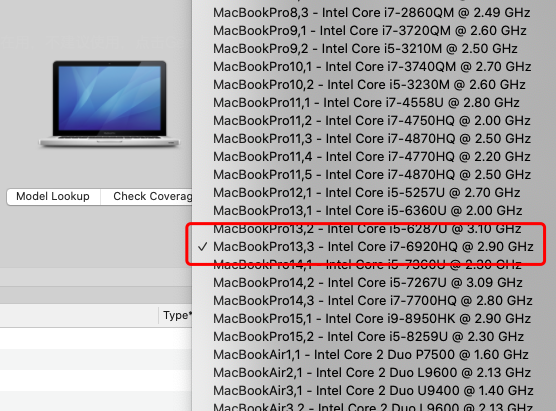 MacBookPro8,3 - Intel Core i7-2860QM @ 2.49 GHz
MacBookPro9,1 - Intel Core i7-3720QM @ 2.60 GHz
MacBookPro9,2 - Intel Core i5-3210M @ 2.50 GHz
MacBookPro10,1 - Intel Core i7-3740QM @ 2.70 GHz
MacBookPro10,2 - Intel Core i5-3230M @ 2.60 GHz
MacBookPro11,1 - Intel Core i7-4558U @ 2.80 GHz
MacBookPro11,2 - Intel Core i7-4750HQ @ 2.00 GHz
MacBookPro11,3 - Intel Core i7-4870HQ @ 2.50 GHz
MacBookPro11,4 - Intel Core i7-4770HQ @ 2.20 GHz
MacBookPro11,5 - Intel Core i7-4870HQ @ 2.50 GHz
MacBookPro12,1 - Intel Core i5-5257U @ 2.70 GHz
MacBookPro13,1 - Intel Core i5-6360U @ 2.00 GHz
MacBookPro13,2 - Intel Core i5-6287U @ 3.10 GHz
✓ MacBookPro13,3 - Intel Core i7-6920HQ @ 2.90 GHz
MacBookPro14,1 - Intel Core i5-7360U @ 2.30 GHz
MacBookPro14,2 - Intel Core i5-7267U @ 3.09 GHz
MacBookPro14,3 - Intel Core i7-7700HQ @ 2.80 GHz
MacBookPro15,1 - Intel Core i9-8950HK @ 2.90 GHz
MacBookPro15,2 - Intel Core i5-8259U @ 2.30 GHz
MacBookAir1,1 - Intel Core 2 Duo P7500 @ 1.60 GHz
MacBookAir2,1 - Intel Core 2 Duo L9600 @ 2.13 GHz
MacBookAir3,1 - Intel Core 2 Duo U9400 @ 1.40 GHz
MacBookAir3,2 - Intel Core 2 Duo L9600 @ 2.13 GHz
Model Lookup
Check Coverag
Type*